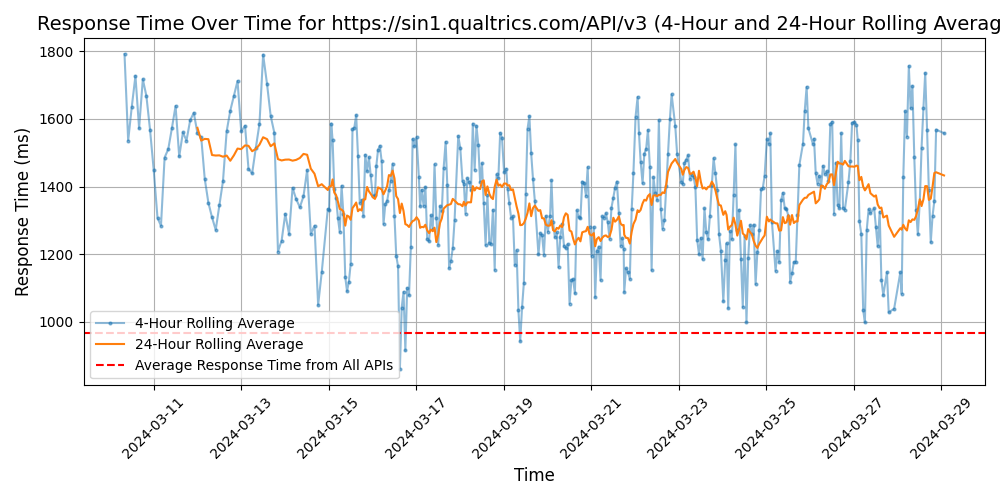 Response Time Over Time for https://sin1.qualtrics.com/API/v3 (4-Hour and 24-Hour Rolling Averag
Response Time (ms)
1800
1600
1400
1200
1000
4-Hour Rolling Average
24-Hour Rolling Average
Average Response Time from All APIs
2024-03-11
2024-03-13
2024-03-15
2024-03-17
2024-03-19
2024-03-21
2024-03-23
2024-03-25
2024-03-27
2024-03-29
Time